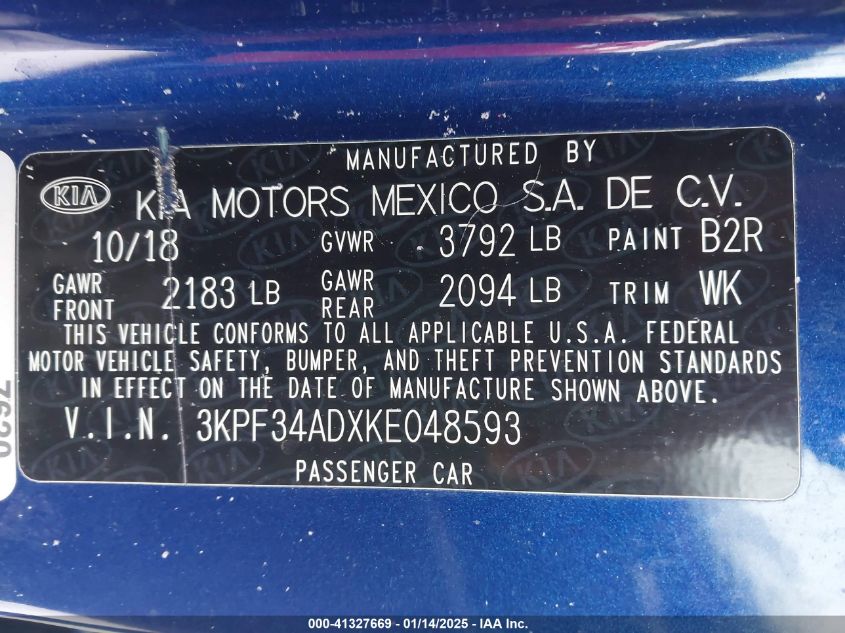 MANUFACTURED BY
KIA KIA MOTORS MEXICO S.A. DE C.V.
10/18 GVWR 3792 LB PAINT B2R
GAWR FRONT 2183 LB GAWR REAR 2094 LB TRIM WK
THIS VEHICLE CONFORMS TO ALL APPLICABLE U.S.A. FEDERAL
MOTOR VEHICLE SAFETY, BUMPER, AND THEFT PREVENTION STANDARDS
IN EFFECT ON THE DATE OF MANUFACTURE SHOWN ABOVE.
V.I.N. 3KPF34ADXKE048593
PASSENGER CAR
000-41327669 - 01/14/2025 - IAA Inc.